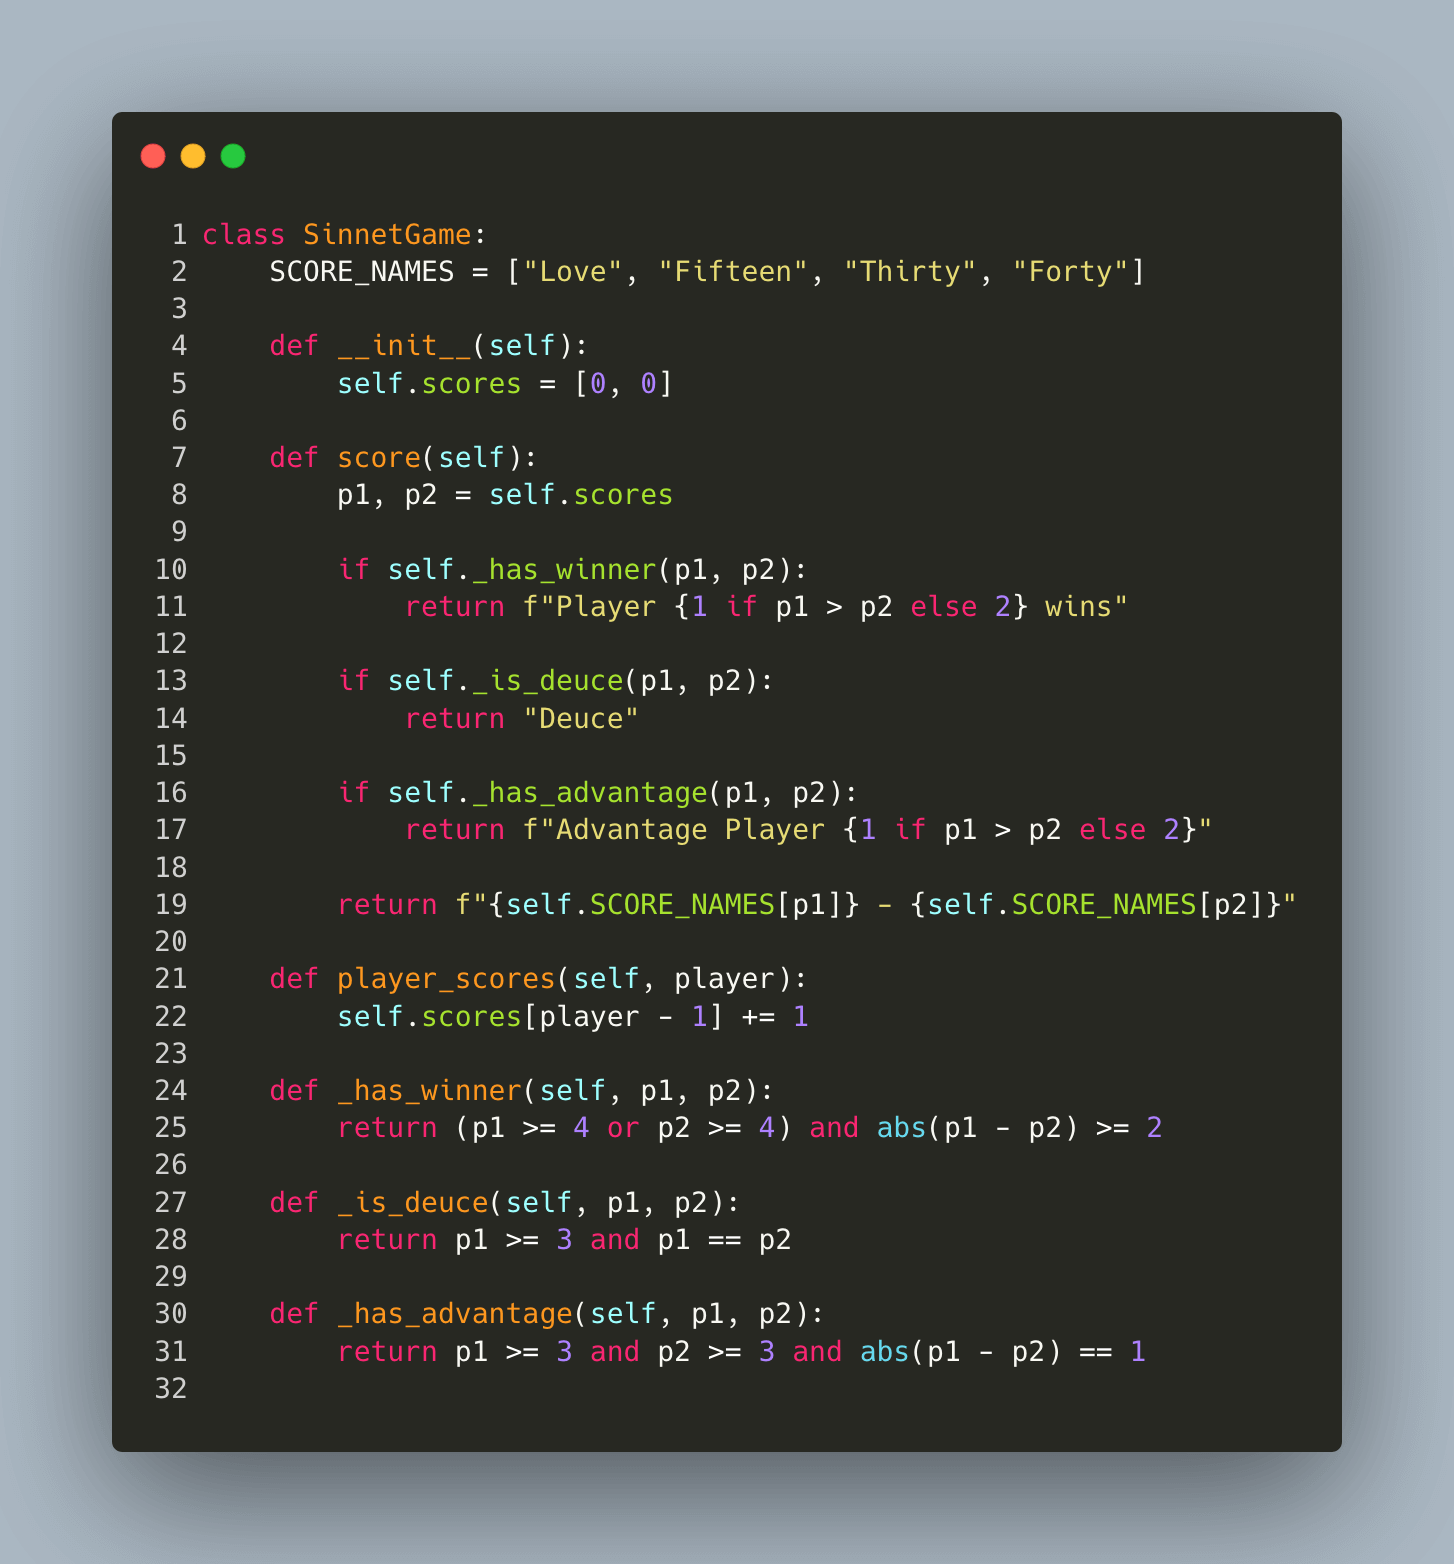 1 class SinnetGame:
2     SCORE_NAMES = ["Love", "Fifteen", "Thirty", "Forty"]
3
4     def __init__(self):
5         self.scores = [0, 0]
6
7     def score(self):
8         p1, p2 = self.scores
9
10         if self._has_winner(p1, p2):
11             return f"Player {1 if p1 > p2 else 2} wins"
12
13         if self._is_deuce(p1, p2):
14             return "Deuce"
15
16         if self._has_advantage(p1, p2):
17             return f"Advantage Player {1 if p1 > p2 else 2}"
18
19         return f"{self.SCORE_NAMES[p1]} - {self.SCORE_NAMES[p2]}"
20
21     def player_scores(self, player):
22         self.scores[player - 1] += 1
23
24     def _has_winner(self, p1, p2):
25         return (p1 >= 4 or p2 >= 4) and abs(p1 - p2) >= 2
26
27     def _is_deuce(self, p1, p2):
28         return p1 >= 3 and p1 == p2
29
30     def _has_advantage(self, p1, p2):
31         return p1 >= 3 and p2 >= 3 and abs(p1 - p2) == 1
32